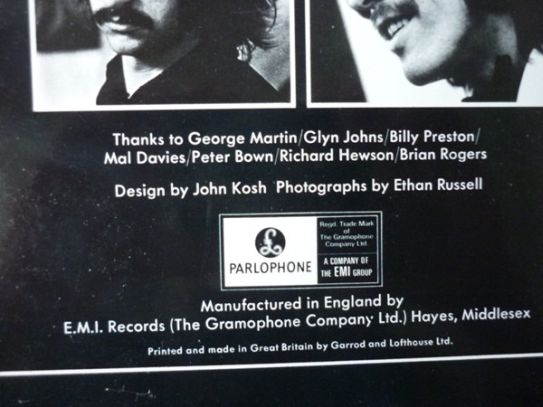 Thanks to George Martin/Glyn Johns/Billy Preston/
Mal Davies/Peter Bown/Richard Hewson/Brian Rogers
Design by John Kosh Photographs by Ethan Russell
£
PARLOPHONE
Regd. Trade Mark
of
The Gramophone
Company Ltd.
A COMPANY OF
THE EMI GROUP
Manufactured in England by
E.M.I. Records (The Gramophone Company Ltd.) Hayes, Middlesex
Printed and made in Great Britain by Garrod and Lofthouse Ltd.